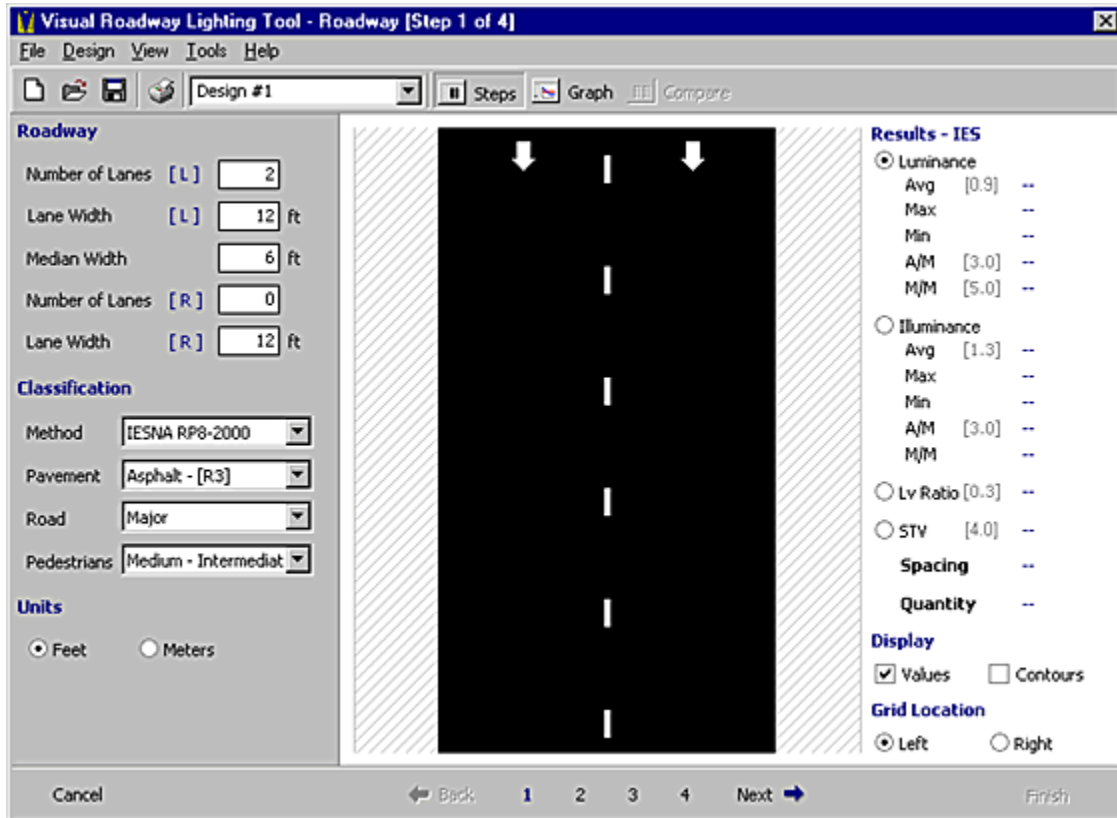 Visual Roadway Lighting Tool - Roadway [Step 1 of 4]
File Design View Tools Help
Design #1 Steps Graph Compare
Roadway
Number of Lanes [L] 2
Lane Width [L] 12 ft
Median Width 6 ft
Number of Lanes [R] 0
Lane Width [R] 12 ft
Classification
Method IESNA RP8-2000
Pavement Asphalt - [R3]
Road Major
Pedestrians Medium - Intermediat
Units
Feet Meters
Results - IES
Luminance
Avg [0.9] --
Max --
Min --
A/M [3.0] --
M/M [5.0] --
Illuminance
Avg [1.3] --
Max --
Min --
A/M [3.0] --
M/M --
Lv Ratio [0.3] --
STV [4.0] --
Spacing --
Quantity --
Display
Values Contours
Grid Location
Left Right
Cancel Back 1 2 3 4 Next Finish